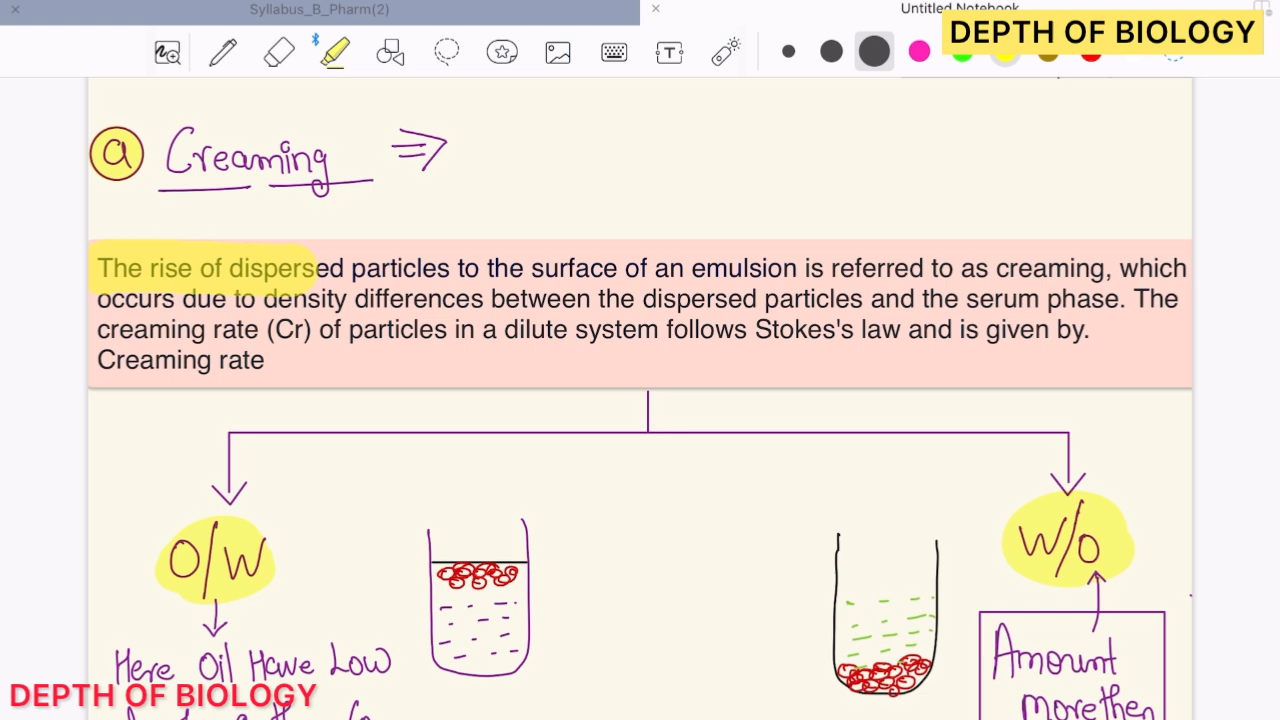 Syllabus_B_Pharm(2)
Untitled Notebook
DEPTH OF BIOLOGY
T
a Creaming ⇒
The rise of dispersed particles to the surface of an emulsion is referred to as creaming, which
occurs due to density differences between the dispersed particles and the serum phase. The
creaming rate (Cr) of particles in a dilute system follows Stokes's law and is given by.
Creaming rate
O/W
W/O
Here Oil Have Low
Amount
more then
DEPTH OF BIOLOGY